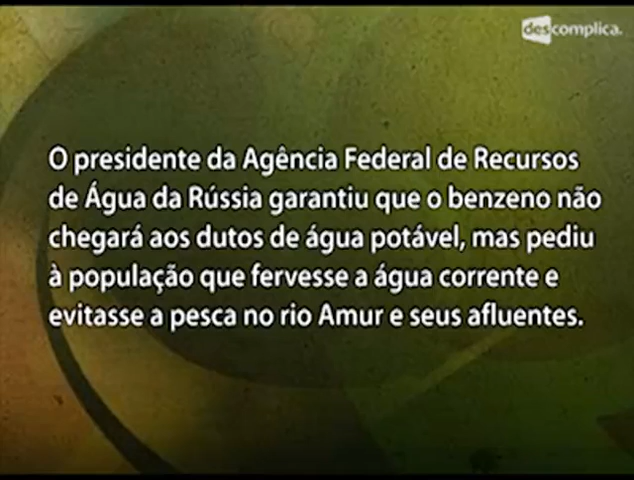 descomplica.
O presidente da Agência Federal de Recursos
de Água da Rússia garantiu que o benzeno não
chegará aos dutos de água potável, mas pediu
à população que fervesse a água corrente e
evitasse a pesca no rio Amur e seus afluentes.